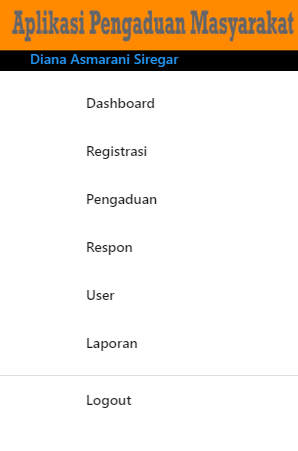 Aplikasi Pengaduan Masyarakat
Diana Asmarani Siregar
Dashboard
Registrasi
Pengaduan
Respon
User
Laporan
Logout